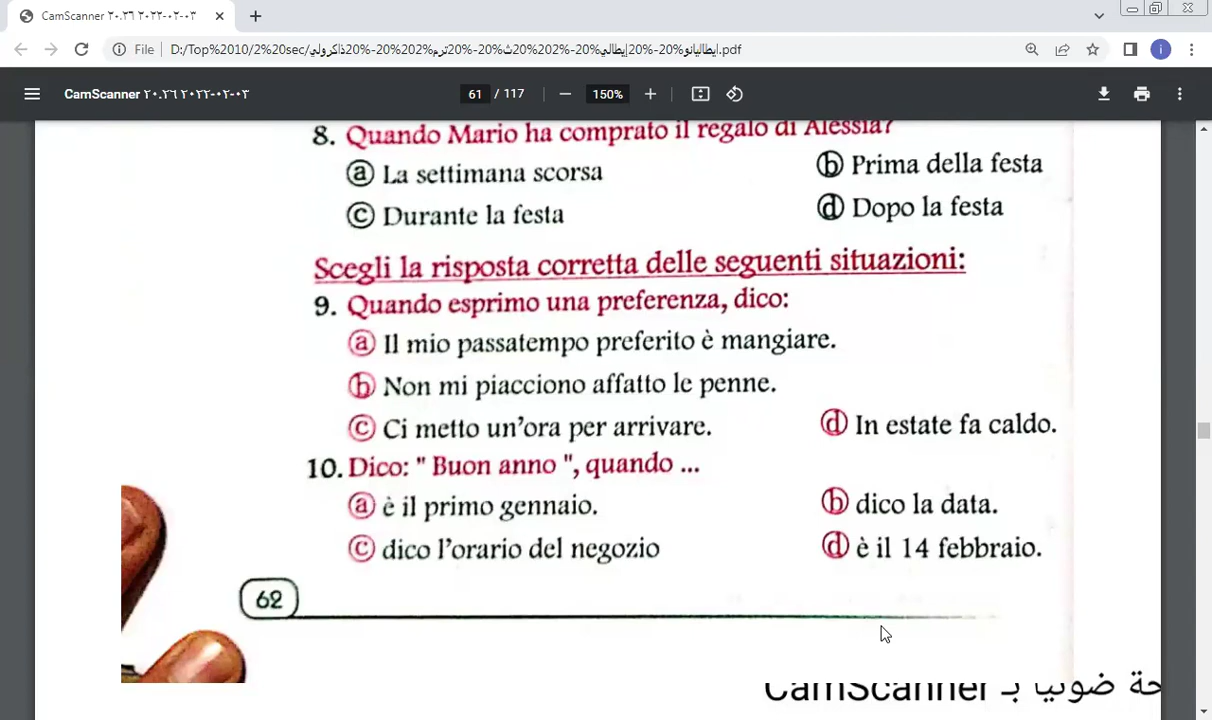 CamScanner ٢٠٢٢-٠٢-٠٣ ٢٠.٣٦
File D:/Top%2010/2%20sec/ايطاليانو%20-%20إيطالي%20-%202%20ث%20-%202%20ترم%20-%20ذاكرولي.pdf
CamScanner ٢٠٢٢-٠٢-٠٣ ٢٠.٣٦ 61 / 117 150%
8. Quando Mario ha comprato il regalo di Alessia?
ⓐ La settimana scorsa ⓑ Prima della festa
ⓒ Durante la festa ⓓ Dopo la festa
Scegli la risposta corretta delle seguenti situazioni:
9. Quando esprimo una preferenza, dico:
ⓐ Il mio passatempo preferito è mangiare.
ⓑ Non mi piacciono affatto le penne.
ⓒ Ci metto un'ora per arrivare. ⓓ In estate fa caldo.
10. Dico: " Buon anno ", quando ...
ⓐ è il primo gennaio. ⓑ dico la data.
ⓒ dico l'orario del negozio ⓓ è il 14 febbraio.
62
حة ضوئيا بـ CamScanner